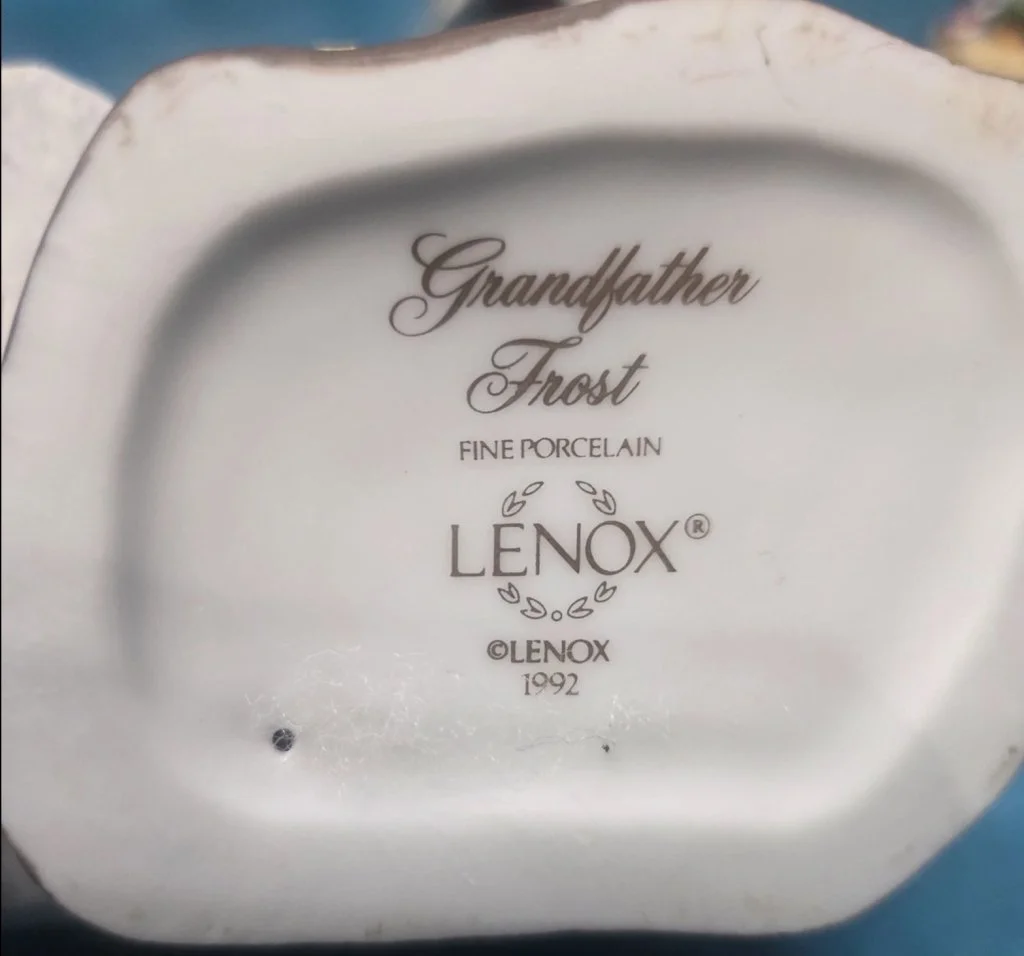 Grandfather
Frost
FINE PORCELAIN
LENOX®
©LENOX
1992